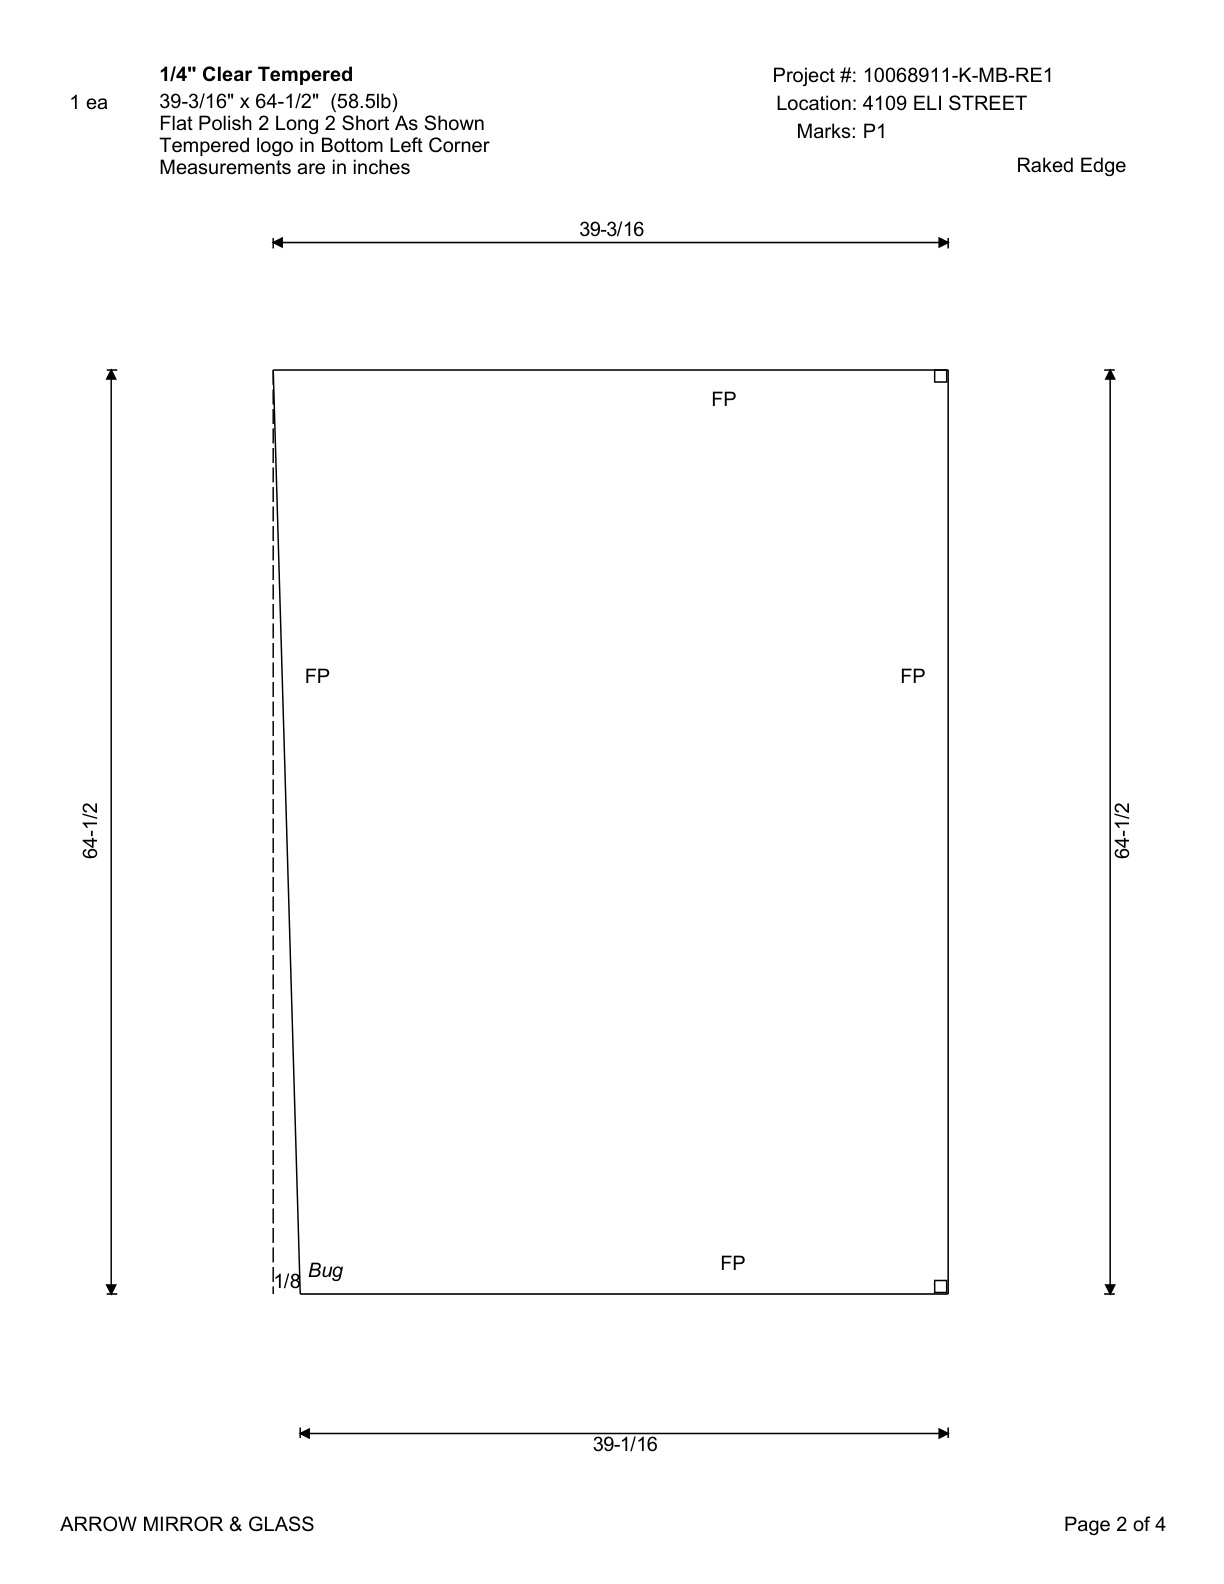 1/4" Clear Tempered
1 ea
39-3/16" x 64-1/2" (58.5lb)
Flat Polish 2 Long 2 Short As Shown
Tempered logo in Bottom Left Corner
Measurements are in inches
Project #: 10068911-K-MB-RE1
Location: 4109 ELI STREET
Marks: P1
Raked Edge
39-3/16
FP
FP
FP
64-1/2
64-1/2
FP
Bug
1/8
39-1/16
ARROW MIRROR & GLASS
Page 2 of 4